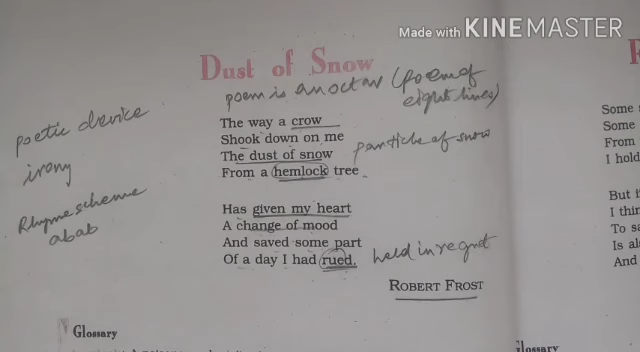 Made with KINEMASTER
Dust of Snow
poem is an octav (poem of
eight lines)
poetic device
irony
Rhyme scheme
abab
The way a crow
Shook down on me
The dust of snow
particle of snow
From a hemlock tree.
Has given my heart
A change of mood
And saved some part
Of a day I had rued.
held in regret
ROBERT FROST
Glossary
F
Some
Some
From
I hold
But i
I thin
To sa
Is al
And
Glossary